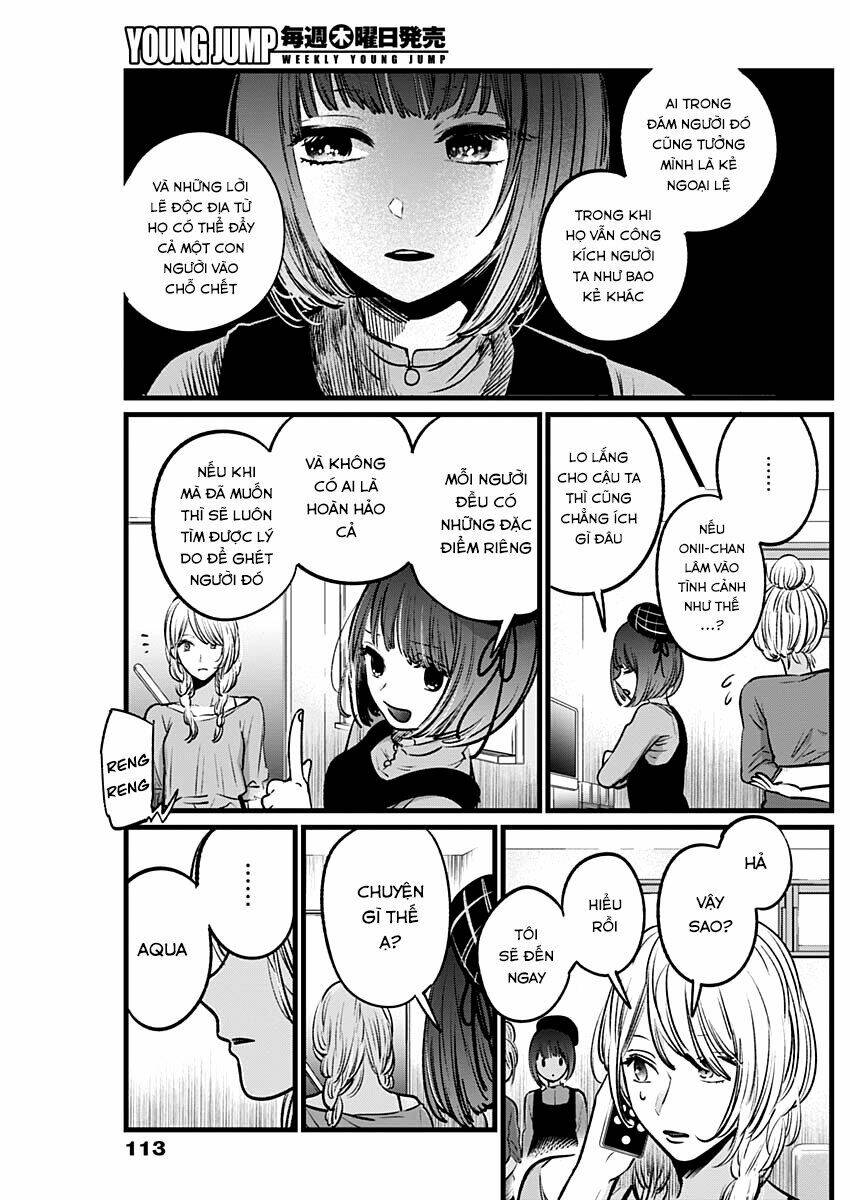 YOUNG JUMP 毎週木曜日発売
WEEKLY YOUNG JUMP
AI TRONG
ĐÁM NGƯỜI ĐÓ
CŨNG TƯỞNG
MÌNH LÀ KẺ
NGOẠI LỆ
TRONG KHI
HỌ VẪN CÔNG
KÍCH NGƯỜI
TA NHƯ BAO
KẺ KHÁC
VÀ NHỮNG LỜI
LẼ ĐỘC ĐỊA TỪ
HỌ CÓ THỂ ĐẨY
CẢ MỘT CON
NGƯỜI VÀO
CHỖ CHẾT
......
NẾU
ONII-CHAN
LÂM VÀO
TÌNH CẢNH
NHƯ THẾ
...?
LO LẮNG
CHO CẬU TA
THÌ CŨNG
CHẲNG ÍCH
GÌ ĐÂU
MỖI NGƯỜI
ĐỀU CÓ
NHỮNG ĐẶC
ĐIỂM RIÊNG
VÀ KHÔNG
CÓ AI LÀ
HOÀN HẢO
CẢ
NẾU KHI
MÀ ĐÃ MUỐN
THÌ SẼ LUÔN
TÌM ĐƯỢC LÝ
DO ĐỂ GHÉT
NGƯỜI ĐÓ
RENG
RENG
HẢ
VẬY
SAO?
HIỂU
RỒI
TÔI
SẼ ĐẾN
NGAY
CHUYỆN
GÌ THẾ
Ạ?
......
AQUA
113